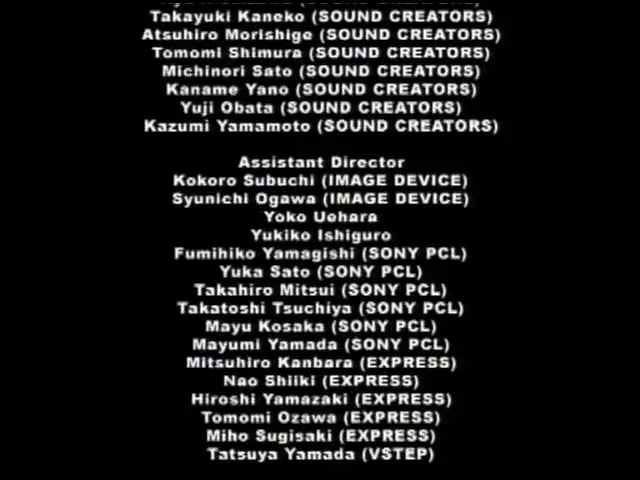 Takayuki Kaneko (SOUND CREATORS)
Atsuhiro Morishige (SOUND CREATORS)
Tomomi Shimura (SOUND CREATORS)
Michinori Sato (SOUND CREATORS)
Kaname Yano (SOUND CREATORS)
Yuji Obata (SOUND CREATORS)
Kazumi Yamamoto (SOUND CREATORS)
Assistant Director
Kokoro Subuchi (IMAGE DEVICE)
Syunichi Ogawa (IMAGE DEVICE)
Yoko Uehara
Yukiko Ishiguro
Fumihiko Yamagishi (SONY PCL)
Yuka Sato (SONY PCL)
Takahiro Mitsui (SONY PCL)
Takatoshi Tsuchiya (SONY PCL)
Mayu Kosaka (SONY PCL)
Mayumi Yamada (SONY PCL)
Mitsuhiro Kanbara (EXPRESS)
Nao Shiiki (EXPRESS)
Hiroshi Yamazaki (EXPRESS)
Tomomi Ozawa (EXPRESS)
Miho Sugisaki (EXPRESS)
Tatsuya Yamada (VSTEP)